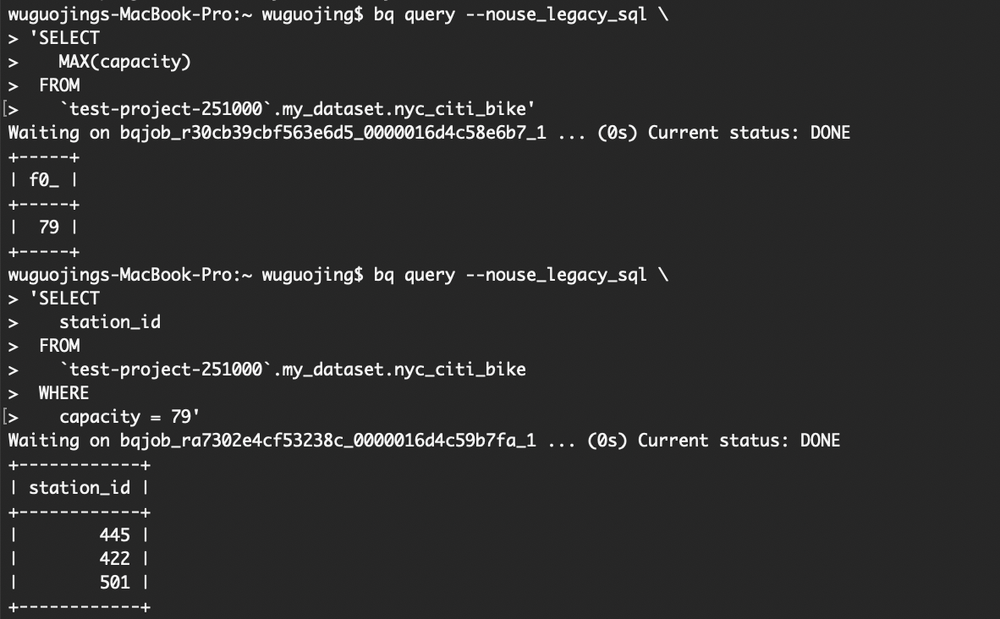 wuguojings-MacBook-Pro:~ wuguojing$ bq query --nouse_legacy_sql \
> 'SELECT
>    MAX(capacity)
>  FROM
[>    `test-project-251000`.my_dataset.nyc_citi_bike'
Waiting on bqjob_r30cb39cbf563e6d5_0000016d4c58e6b7_1 ... (0s) Current status: DONE
+-----+
| f0_ |
+-----+
|  79 |
+-----+
wuguojings-MacBook-Pro:~ wuguojing$ bq query --nouse_legacy_sql \
> 'SELECT
>    station_id
>  FROM
>    `test-project-251000`.my_dataset.nyc_citi_bike
>  WHERE
[>    capacity = 79'
Waiting on bqjob_ra7302e4cf53238c_0000016d4c59b7fa_1 ... (0s) Current status: DONE
+------------+
| station_id |
+------------+
|        445 |
|        422 |
|        501 |
+------------+